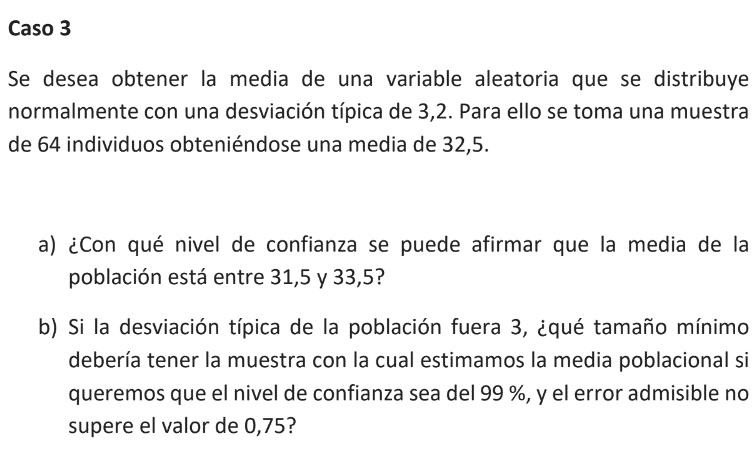 Caso 3
Se desea obtener la media de una variable aleatoria que se distribuye
normalmente con una desviación típica de 3,2. Para ello se toma una muestra
de 64 individuos obteniéndose una media de 32,5.
a) ¿Con qué nivel de confianza se puede afirmar que la media de la
población está entre 31,5 y 33,5?
b) Si la desviación típica de la población fuera 3, ¿qué tamaño mínimo
debería tener la muestra con la cual estimamos la media poblacional si
queremos que el nivel de confianza sea del 99 %, y el error admisible no
supere el valor de 0,75?